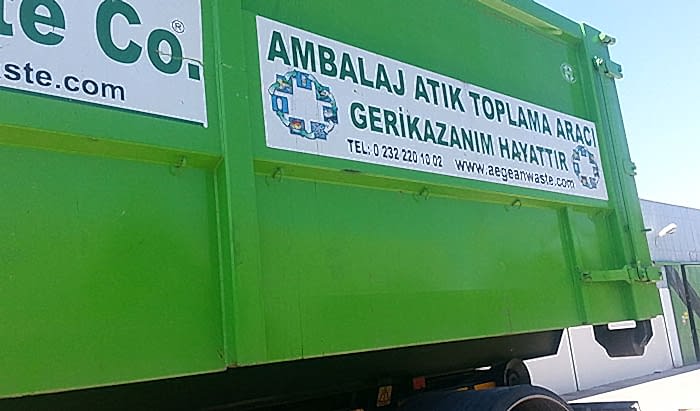 te Co.®
ste.com
AMBALAJ ATIK TOPLAMA ARACI
GERİKAZANIM HAYATTIR
TEL: 0 232 220 10 02 www.aegeanwaste.com